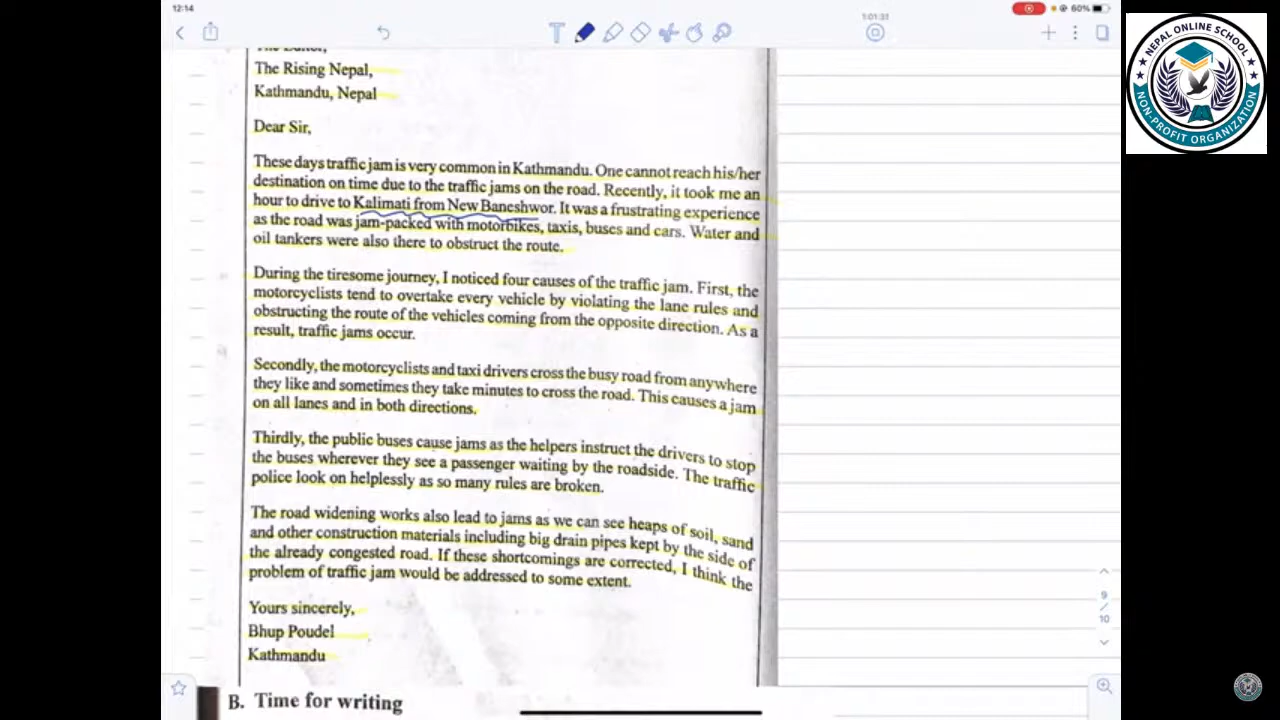 12:14
60%
1:01:31
NEPAL ONLINE SCHOOL
NON-PROFIT ORGANIZATION
The Editor,
The Rising Nepal,
Kathmandu, Nepal
Dear Sir,
These days traffic jam is very common in Kathmandu. One cannot reach his/her
destination on time due to the traffic jams on the road. Recently, it took me an
hour to drive to Kalimati from New Baneshwor. It was a frustrating experience
as the road was jam-packed with motorbikes, taxis, buses and cars. Water and
oil tankers were also there to obstruct the route.
During the tiresome journey, I noticed four causes of the traffic jam. First, the
motorcyclists tend to overtake every vehicle by violating the lane rules and
obstructing the route of the vehicles coming from the opposite direction. As a
result, traffic jams occur.
Secondly, the motorcyclists and taxi drivers cross the busy road from anywhere
they like and sometimes they take minutes to cross the road. This causes a jam
on all lanes and in both directions.
Thirdly, the public buses cause jams as the helpers instruct the drivers to stop
the buses wherever they see a passenger waiting by the roadside. The traffic
police look on helplessly as so many rules are broken.
The road widening works also lead to jams as we can see heaps of soil, sand
and other construction materials including big drain pipes kept by the side of
the already congested road. If these shortcomings are corrected, I think the
problem of traffic jam would be addressed to some extent.
Yours sincerely,
Bhup Poudel
Kathmandu
B. Time for writing
9
/
10